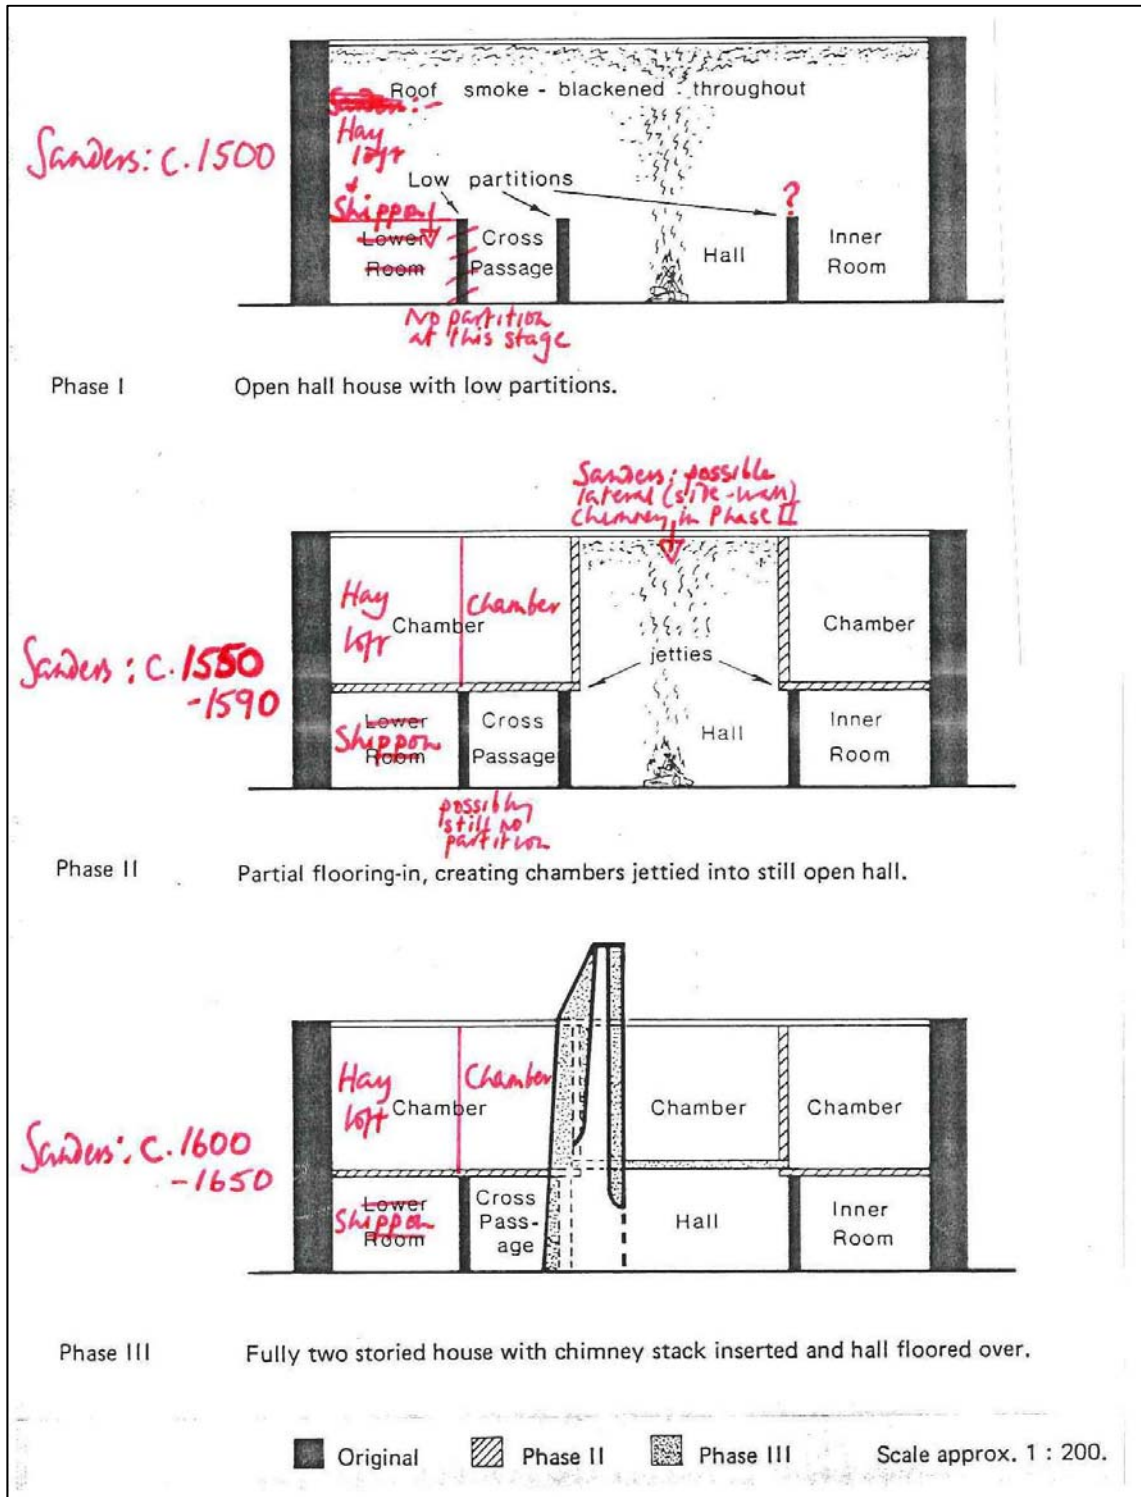 Roof smoke - blackened throughout
Sanders: c. 1500
Sanders :-
Hay
loft
Shippon
Low partitions
?
Lower
Room
Cross
Passage
Hall
Inner
Room
No partition
at this stage
Phase I Open hall house with low partitions.
Sanders: possible
lateral (side-wall)
chimney in Phase II
Hay
loft
Chamber
Chamber
Chamber
jetties
Sanders: c. 1550
-1590
Lower
Shippon
Room
Cross
Passage
Hall
Inner
Room
possibly
still no
partition
Phase II Partial flooring-in, creating chambers jettied into still open hall.
Hay
loft
Chamber
Chamber
Chamber
Chamber
Sanders: c. 1600
-1650
Lower
Shippon
Room
Cross
Pass-
age
Hall
Inner
Room
Phase III Fully two storied house with chimney stack inserted and hall floored over.
Original Phase II Phase III Scale approx. 1 : 200.